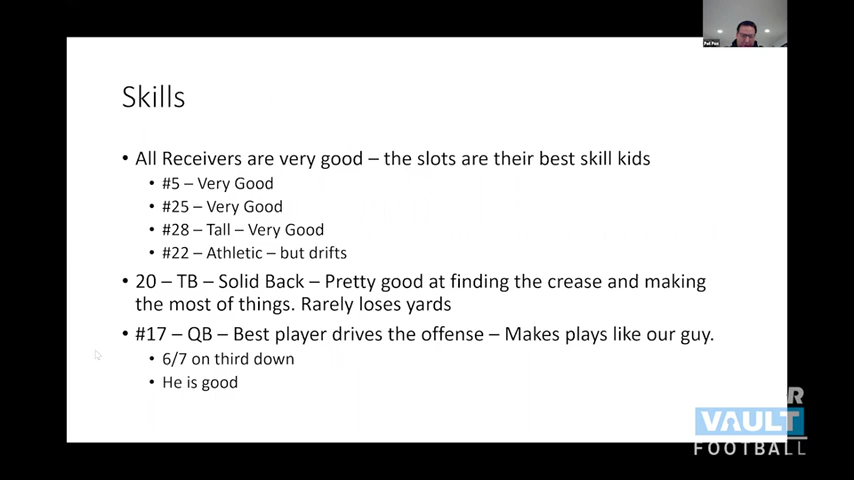 Pat Fox
Skills
• All Receivers are very good – the slots are their best skill kids
• #5 – Very Good
• #25 – Very Good
• #28 – Tall – Very Good
• #22 – Athletic – but drifts
• 20 – TB – Solid Back – Pretty good at finding the crease and making
the most of things. Rarely loses yards
• #17 – QB – Best player drives the offense – Makes plays like our guy.
• 6/7 on third down
• He is good
R
VAULT
FOOTBALL